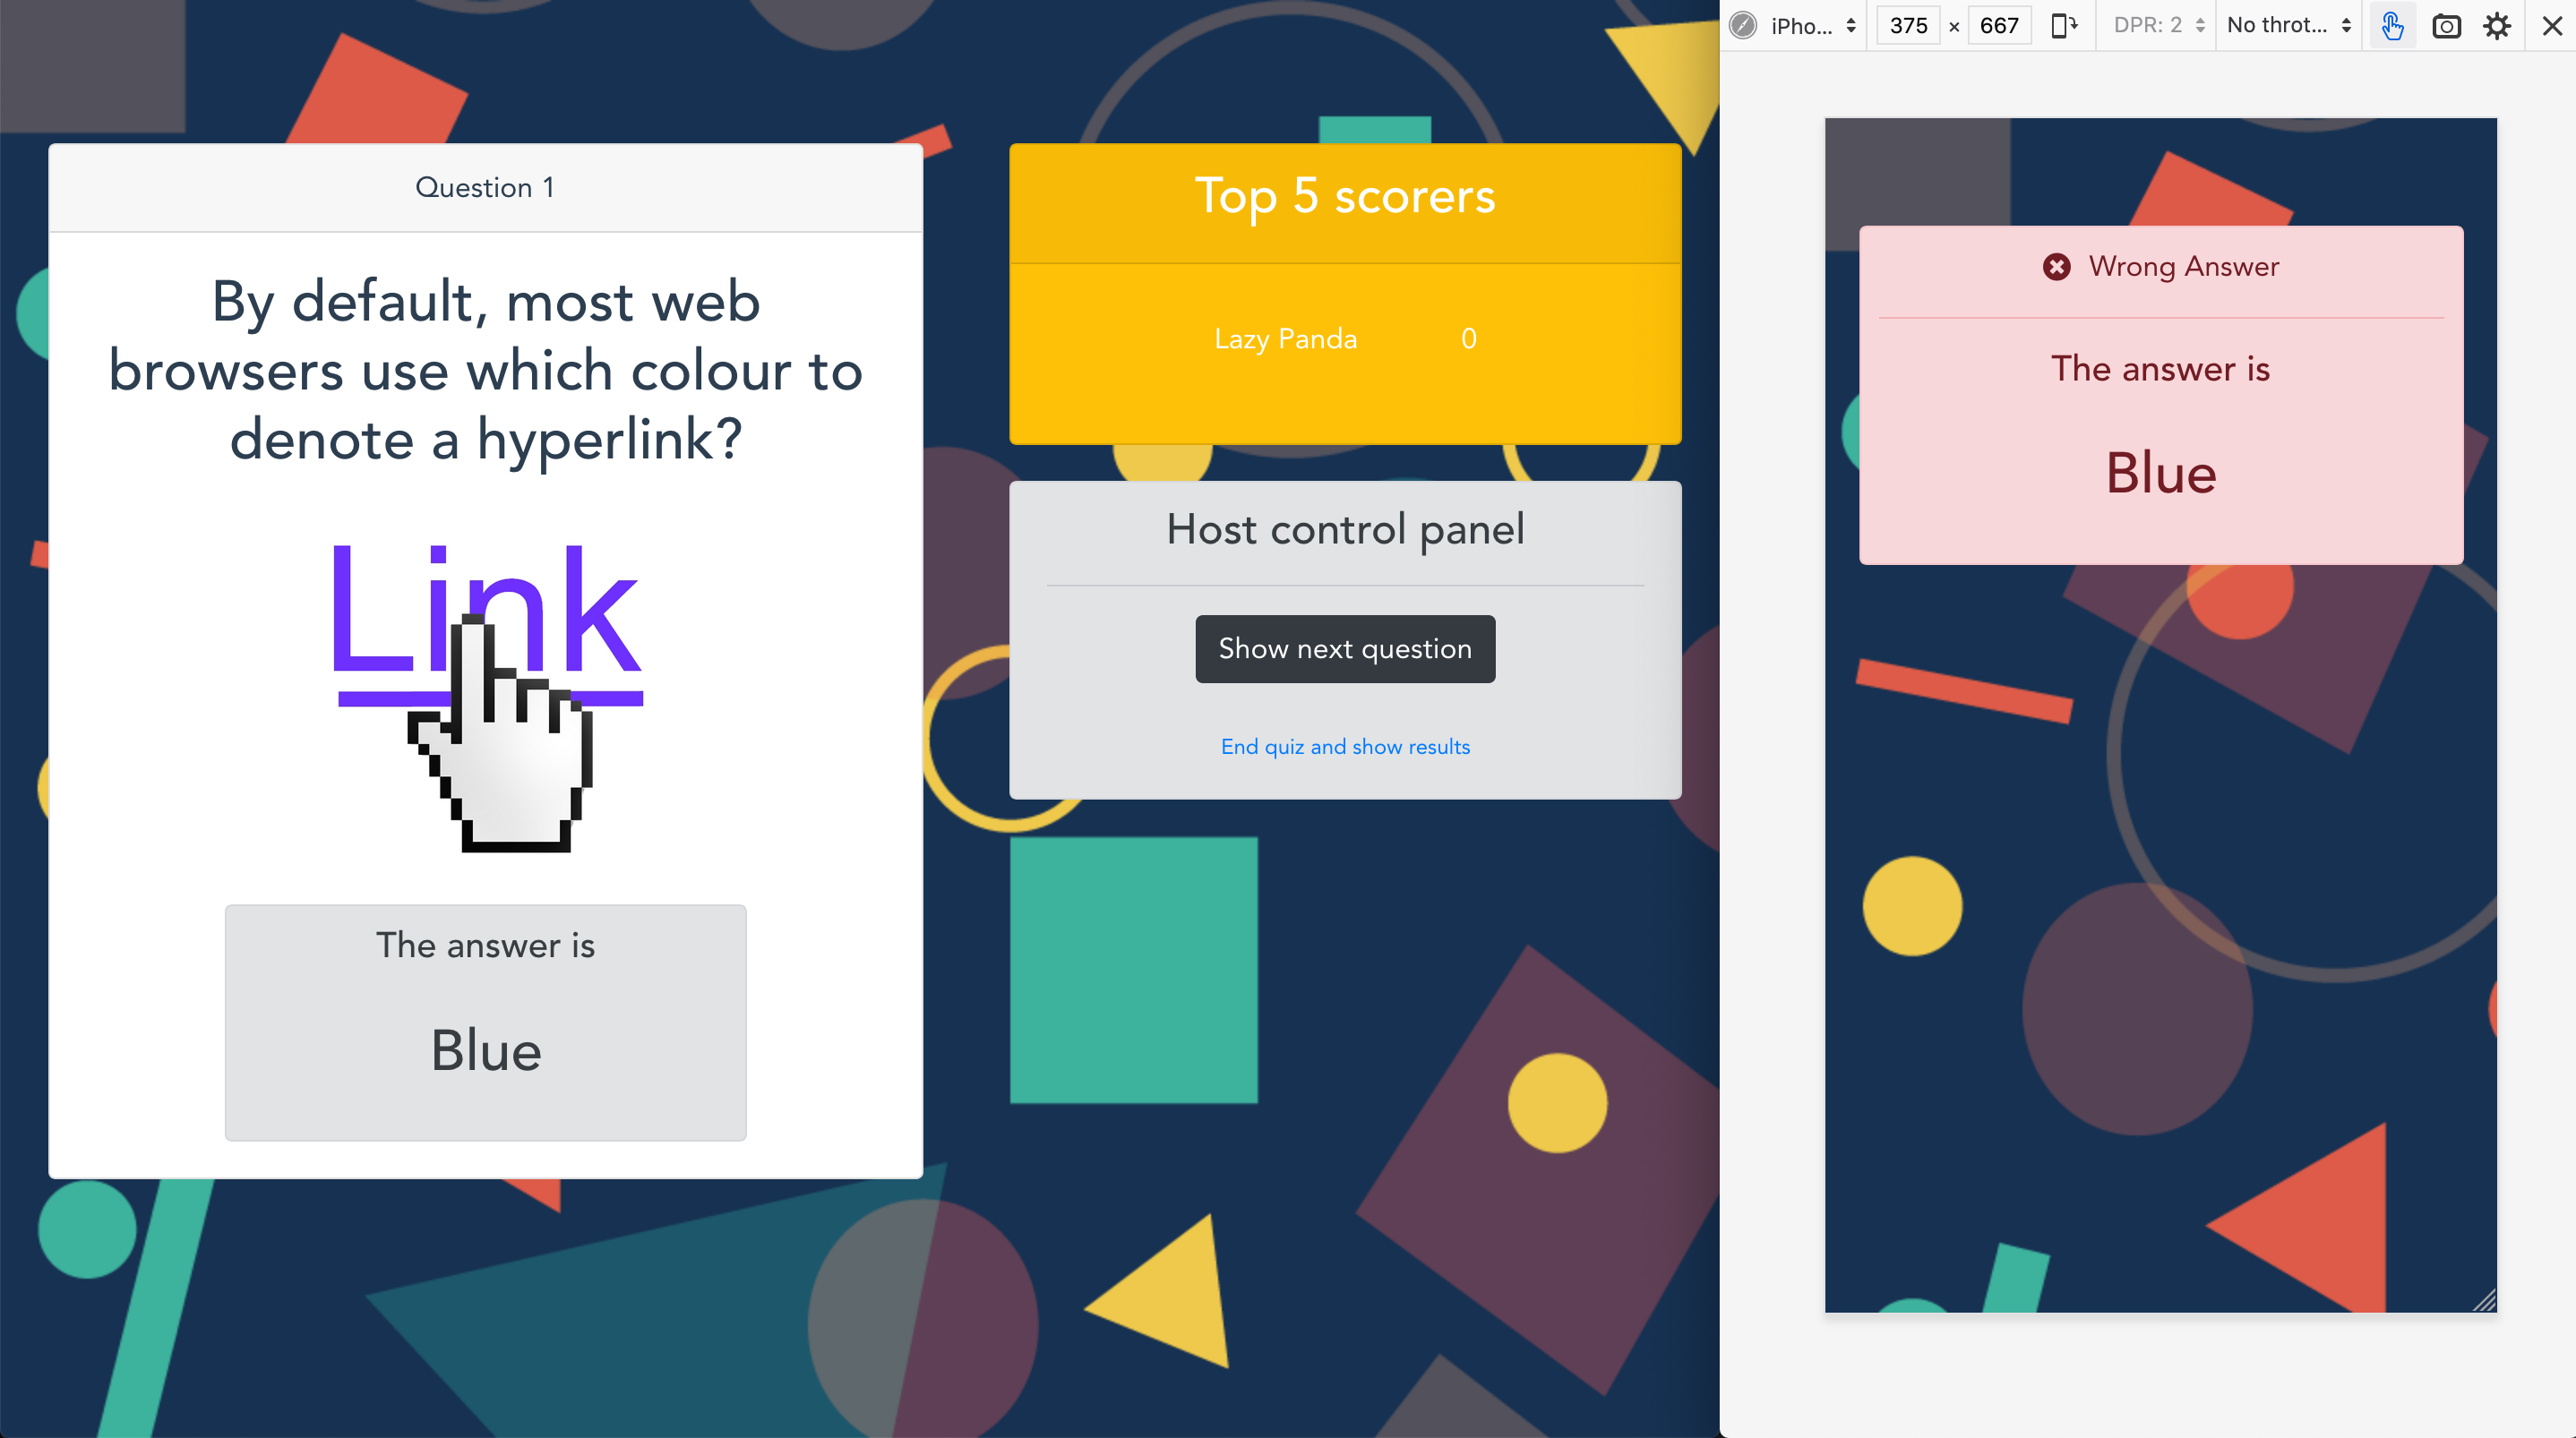 Question 1
By default, most web
browsers use which colour to
denote a hyperlink?
Link
The answer is
Blue
Top 5 scorers
Lazy Panda 0
Host control panel
Show next question
End quiz and show results
iPho... 375 × 667 DPR: 2 No throt...
Wrong Answer
The answer is
Blue